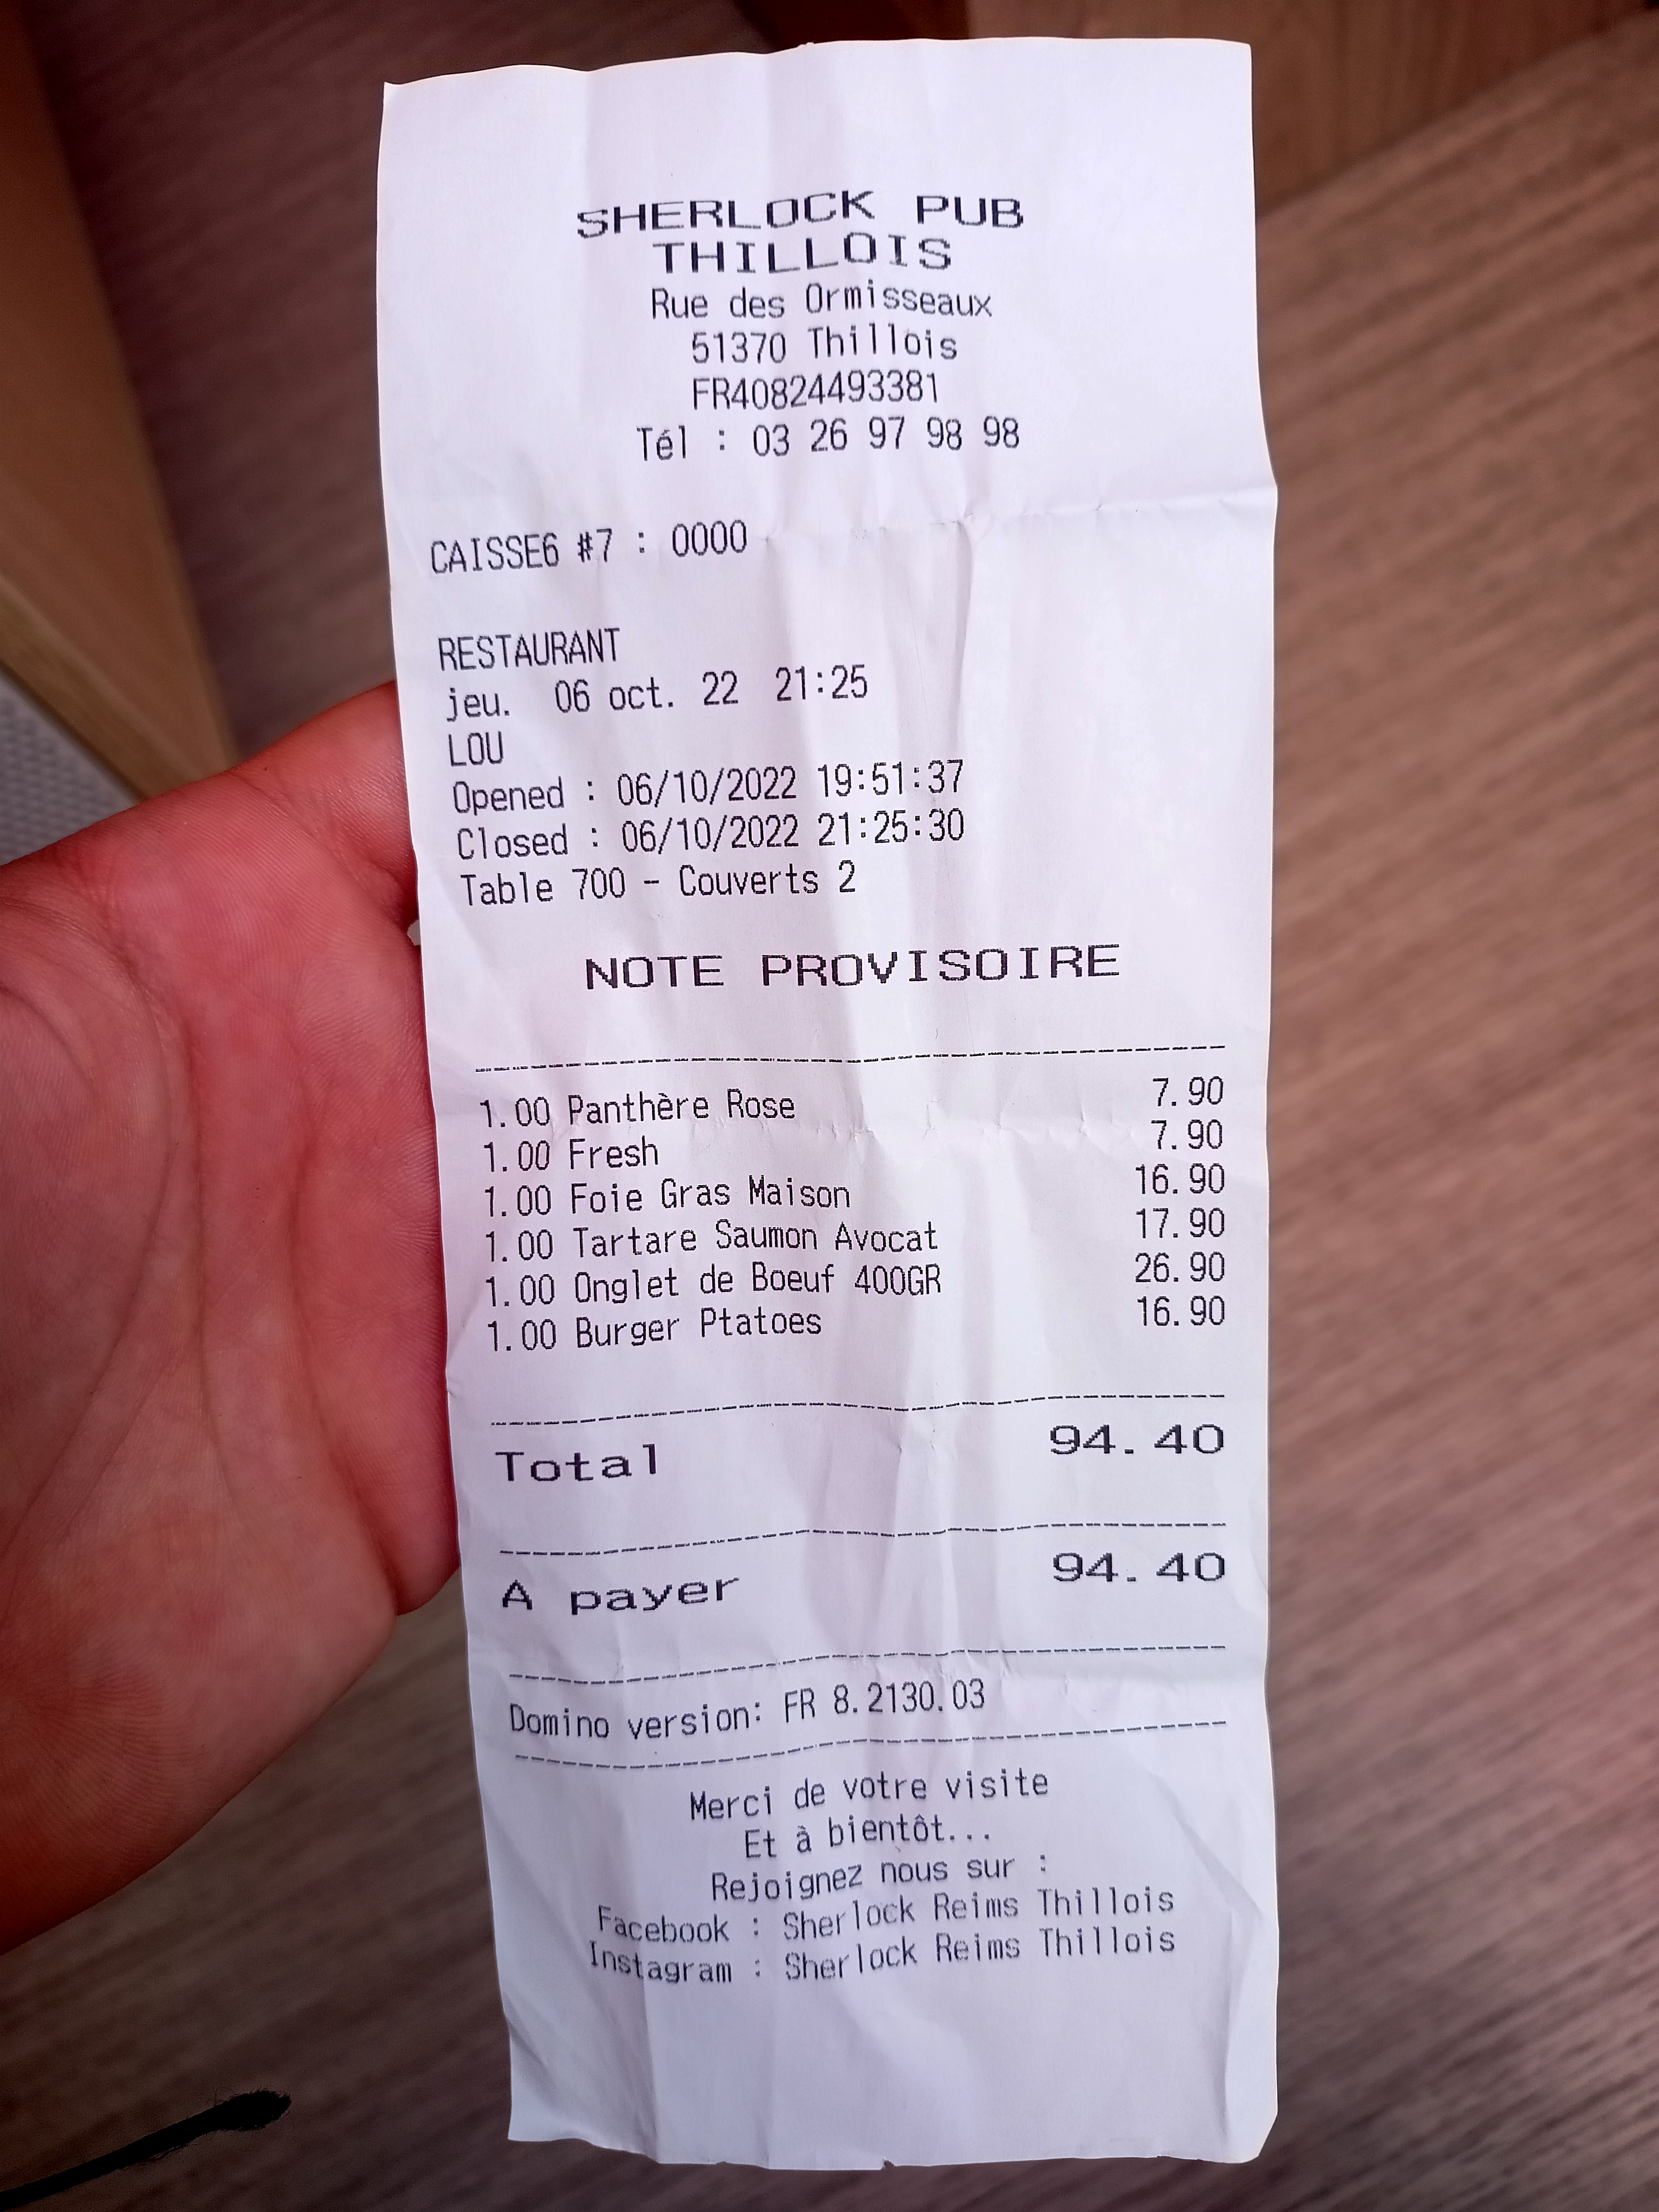 SHERLOCK PUB
THILLOIS
Rue des Ormisseaux
51370 Thillois
FR40824493381
Tél : 03 26 97 98 98
CAISSE6 #7 : 0000
RESTAURANT
jeu. 06 oct. 22 21:25
LOU
Opened : 06/10/2022 19:51:37
Closed : 06/10/2022 21:25:30
Table 700 - Couverts 2
NOTE PROVISOIRE
1.00 Panthère Rose 7.90
1.00 Fresh 7.90
1.00 Foie Gras Maison 16.90
1.00 Tartare Saumon Avocat 17.90
1.00 Onglet de Boeuf 400GR 26.90
1.00 Burger Ptatoes 16.90
Total 94.40
A payer 94.40
Domino version: FR 8.2130.03
Merci de votre visite
Et à bientôt...
Rejoignez nous sur :
Facebook : Sherlock Reims Thillois
Instagram : Sherlock Reims Thillois